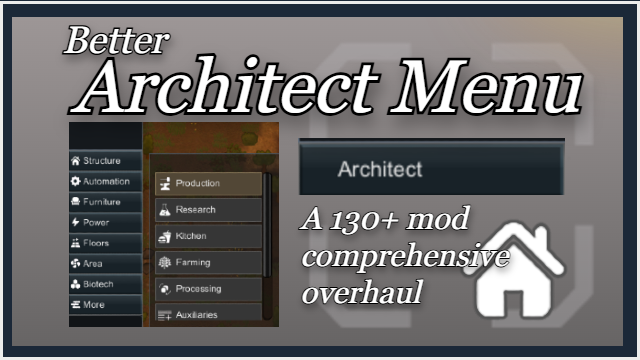 Better
Architect Menu
Structure
Automation
Furniture
Power
Floors
Area
Biotech
More
Production
Research
Kitchen
Farming
Processing
Auxiliaries
Architect
A 130+ mod
comprehensive
overhaul